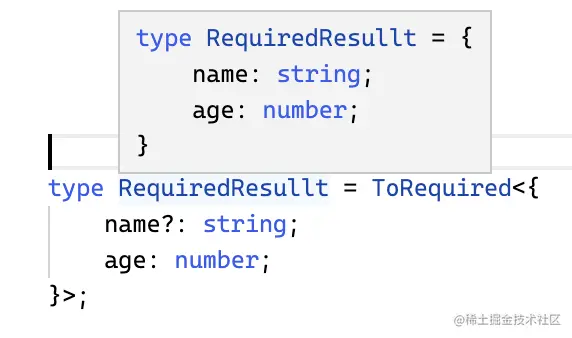 type RequiredResullt = {
    name: string;
    age: number;
}
type RequiredResullt = ToRequired<{
    name?: string;
    age: number;
}>;
@稀土掘金技术社区